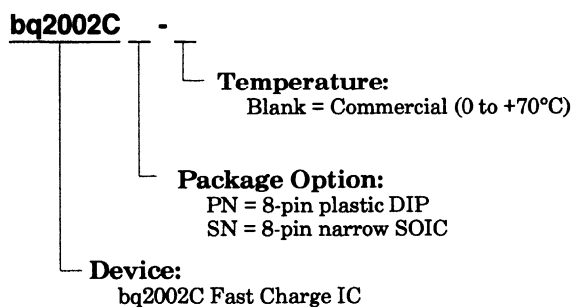 bq2002C -
Temperature:
Blank = Commercial (0 to +70°C)
Package Option:
PN = 8-pin plastic DIP
SN = 8-pin narrow SOIC
Device:
bq2002C Fast Charge IC